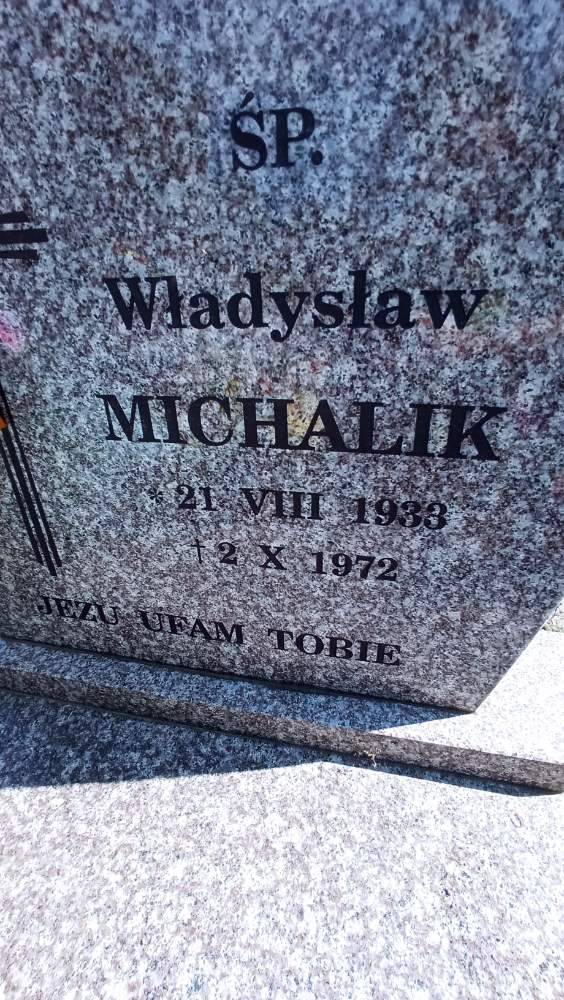 ŚP.
Władysław
MICHALIK
* 21 VIII 1933
† 2 X 1972
JEZU UFAM TOBIE